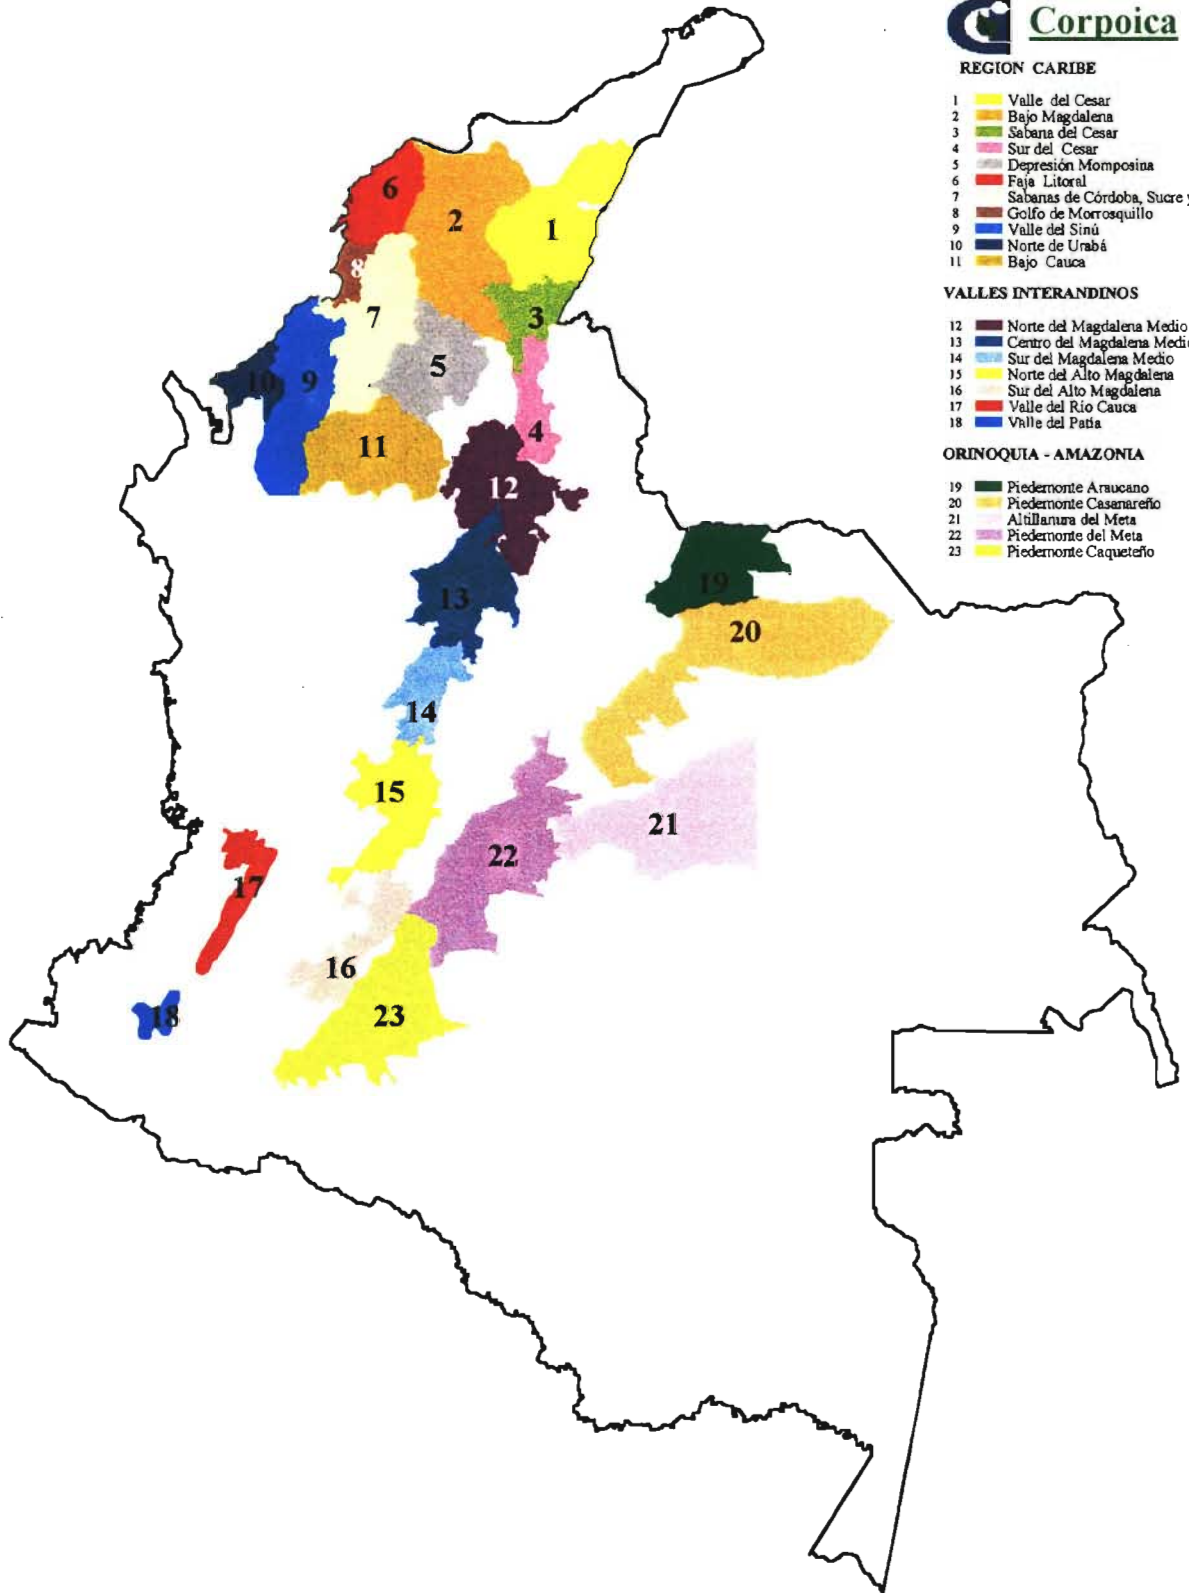 Corpoica
REGION CARIBE
1 Valle del Cesar
2 Bajo Magdalena
3 Sabana del Cesar
4 Sur del Cesar
5 Depresión Momposina
6 Faja Litoral
7 Sabanas de Córdoba, Sucre y
8 Golfo de Morrosquillo
9 Valle del Sinú
10 Norte de Urabá
11 Bajo Cauca
VALLES INTERANDINOS
12 Norte del Magdalena Medio
13 Centro del Magdalena Medio
14 Sur del Magdalena Medio
15 Norte del Alto Magdalena
16 Sur del Alto Magdalena
17 Valle del Río Cauca
18 Valle del Patía
ORINOQUIA - AMAZONIA
19 Piedemonte Araucano
20 Piedemonte Casanareño
21 Altillanura del Meta
22 Piedemonte del Meta
23 Piedemonte Caqueteño
6
2
1
8
7
3
5
10
9
4
11
12
19
13
20
14
15
21
22
17
16
23
18